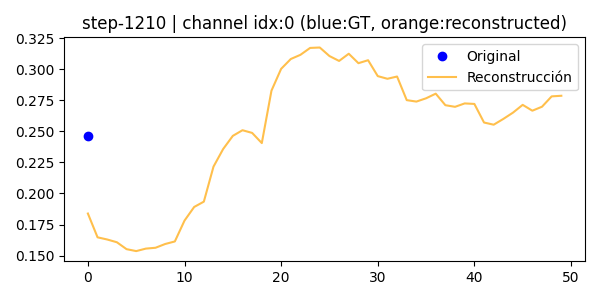 step-1210 | channel idx:0 (blue:GT, orange:reconstructed)
0.325
0.300
0.275
0.250
0.225
0.200
0.175
0.150
Original
Reconstrucción
0 10 20 30 40 50